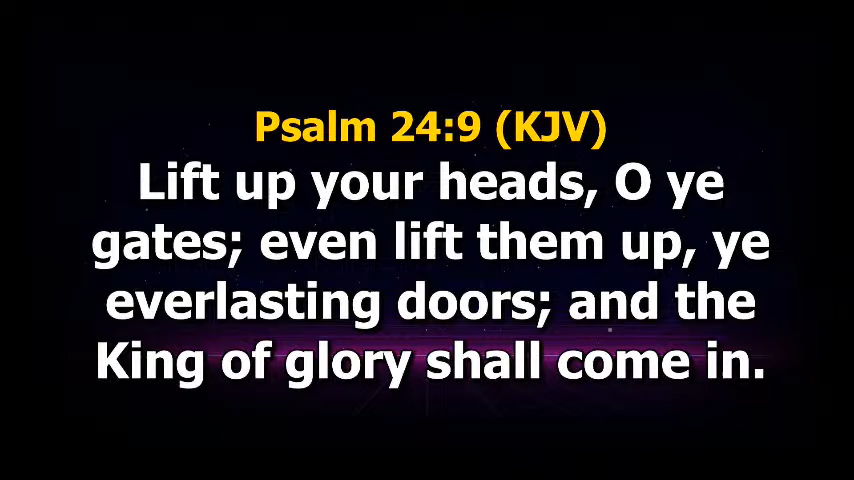 Psalm 24:9 (KJV)
Lift up your heads, O ye
gates; even lift them up, ye
everlasting doors; and the
King of glory shall come in.